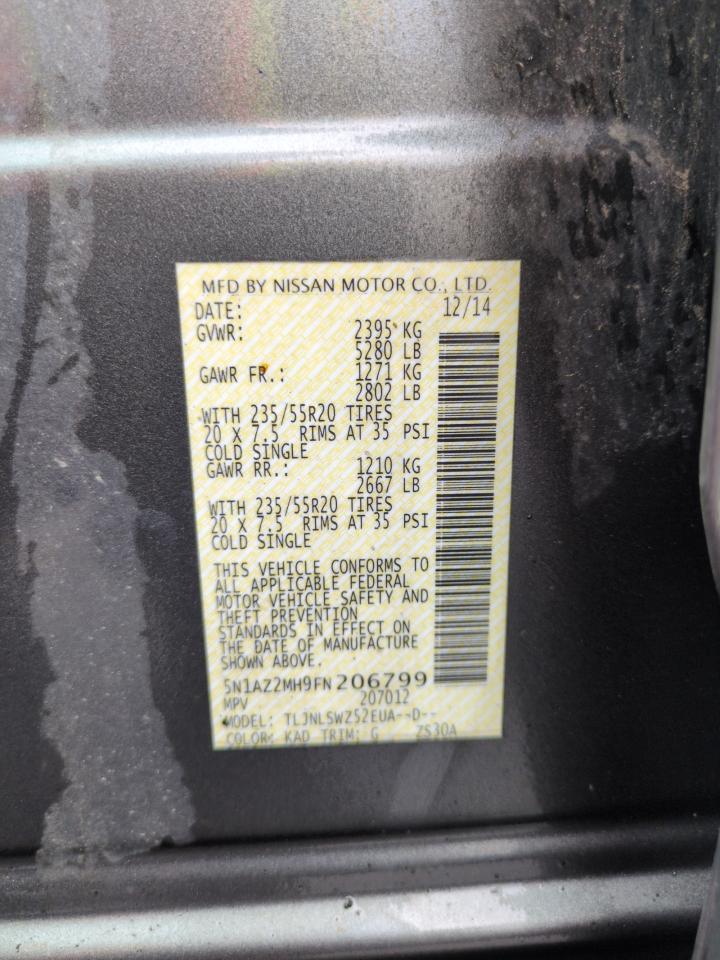 MFD BY NISSAN MOTOR CO., LTD.
DATE: 12/14
GVWR: 2395 KG
5280 LB
GAWR FR.: 1271 KG
2802 LB
WITH 235/55R20 TIRES
20 X 7.5 RIMS AT 35 PSI
COLD SINGLE
GAWR RR.: 1210 KG
2667 LB
WITH 235/55R20 TIRES
20 X 7.5 RIMS AT 35 PSI
COLD SINGLE
THIS VEHICLE CONFORMS TO
ALL APPLICABLE FEDERAL
MOTOR VEHICLE SAFETY AND
THEFT PREVENTION
STANDARDS IN EFFECT ON
THE DATE OF MANUFACTURE
SHOWN ABOVE.
5N1AZ2MH9FN206799
MPV 207012
MODEL: TLJNLSWZ52EUA--D--
COLOR: KAD TRIM: G ZS30A